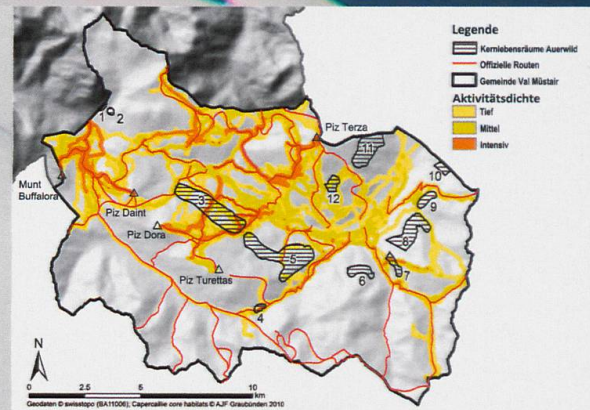 Legende
Kernlebensräume Auerwild
Offizielle Routen
Gemeinde Val Müstair
Aktivitätsdichte
Tief
Mittel
Intensiv
1 2
Piz Terza
11
10
Munt
Buffalora
12
9
Piz Daint
3
Piz Dora
8
5
7
6
Piz Turettas
4
N
0 2.5 5 10
km
Geodaten © swisstopo (BA11006), Capercaillie core habitats © AJF Graubünden 2010